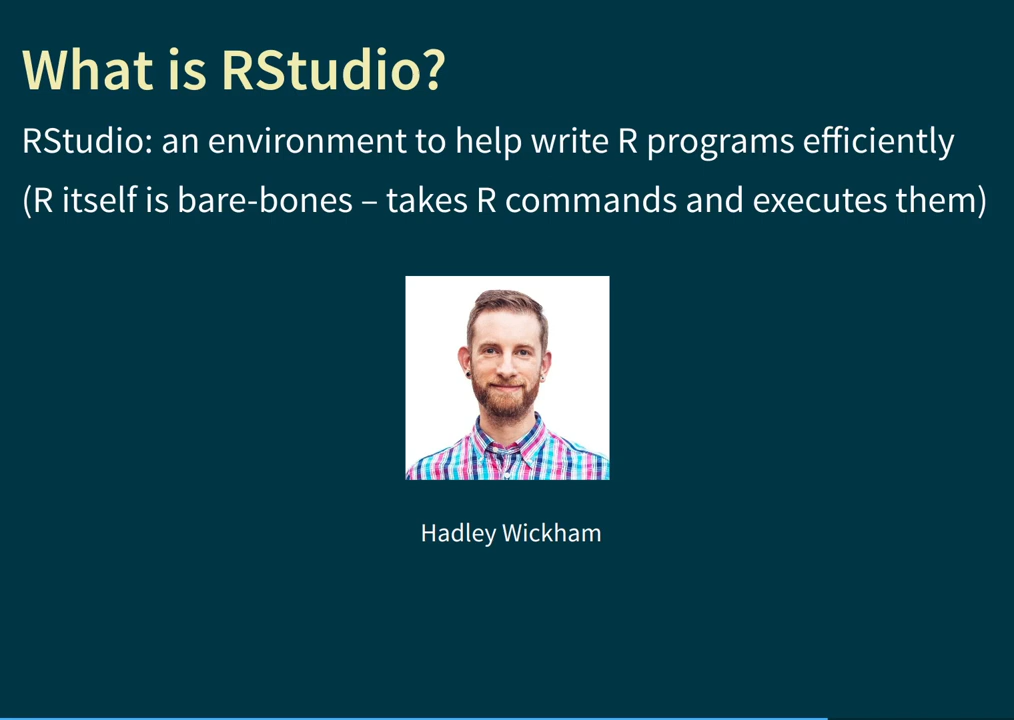 What is RStudio?
RStudio: an environment to help write R programs efficiently
(R itself is bare-bones – takes R commands and executes them)
Hadley Wickham